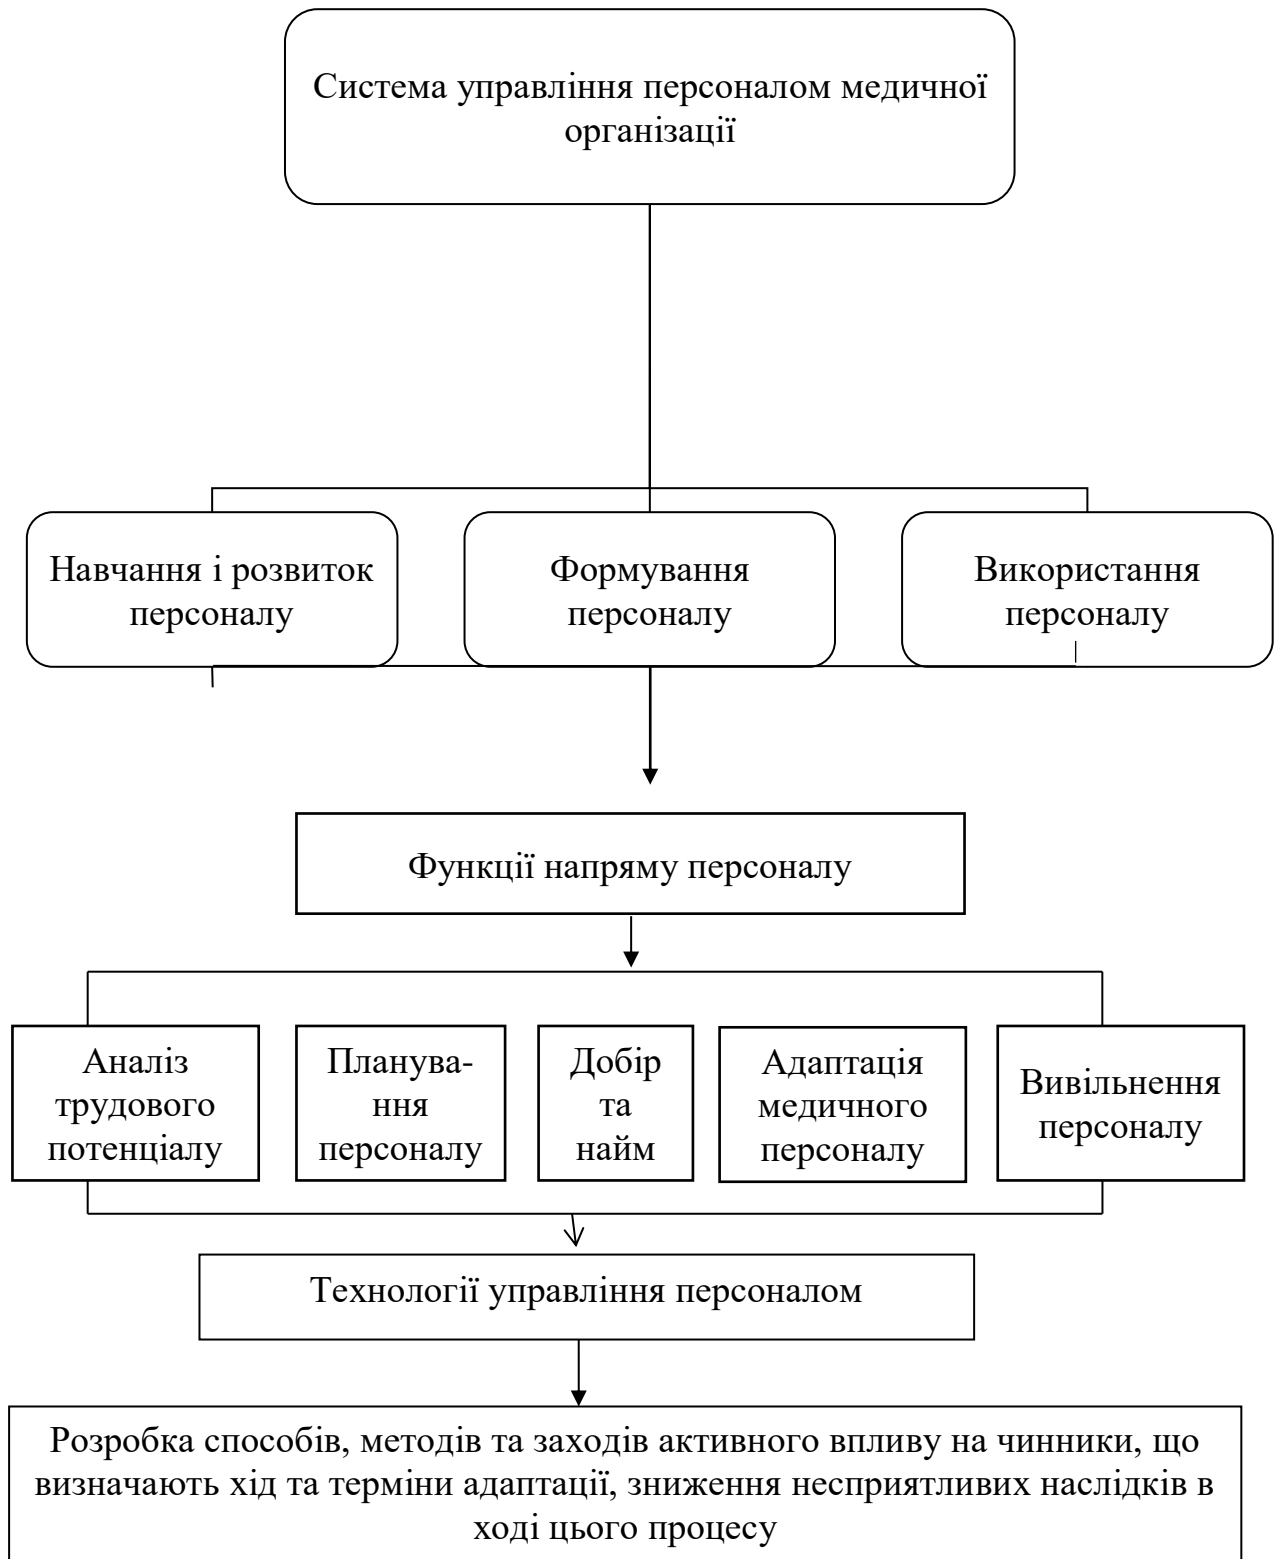 Система управління персоналом медичної
організації
Навчання і розвиток
персоналу
Формування
персоналу
Використання
персоналу
Функції напряму персоналу
Аналіз
трудового
потенціалу
Планува-
ння
персоналу
Добір
та
найм
Адаптація
медичного
персоналу
Вивільнення
персоналу
Технології управління персоналом
Розробка способів, методів та заходів активного впливу на чинники, що
визначають хід та терміни адаптації, зниження несприятливих наслідків в
ході цього процесу